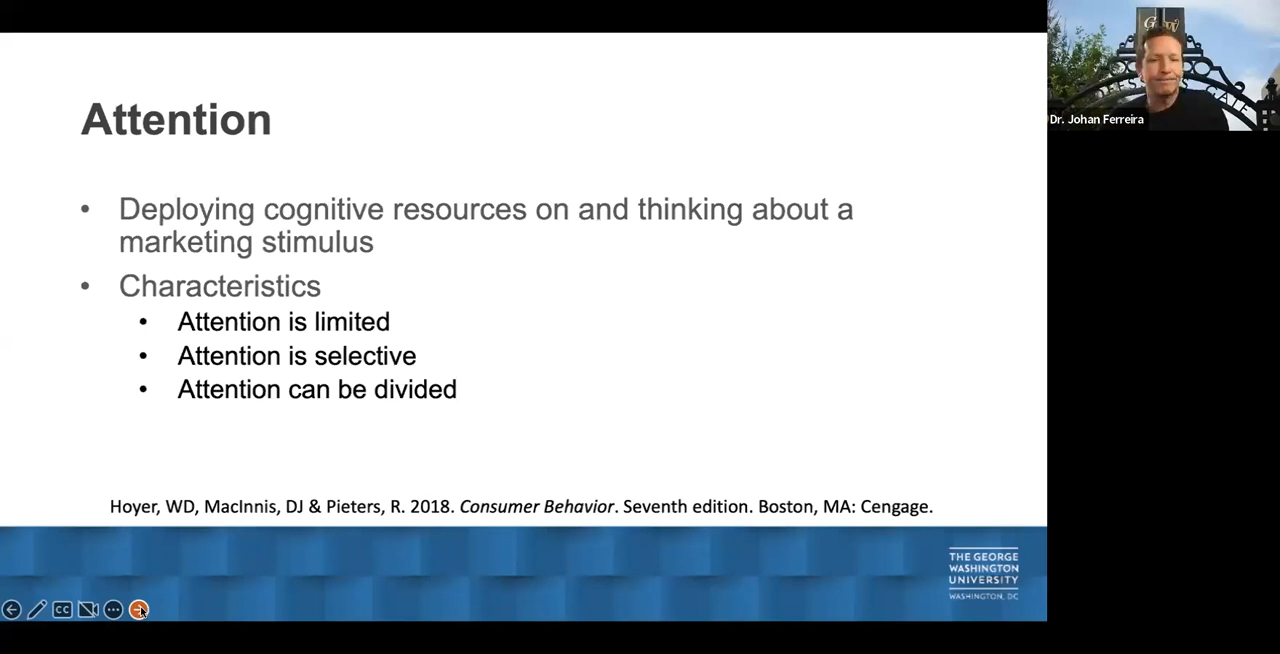 Attention
• Deploying cognitive resources on and thinking about a
marketing stimulus
• Characteristics
• Attention is limited
• Attention is selective
• Attention can be divided
Hoyer, WD, MacInnis, DJ & Pieters, R. 2018. Consumer Behavior. Seventh edition. Boston, MA: Cengage.
THE GEORGE
WASHINGTON
UNIVERSITY
WASHINGTON, DC
CC
Dr. Johan Ferreira
GATE